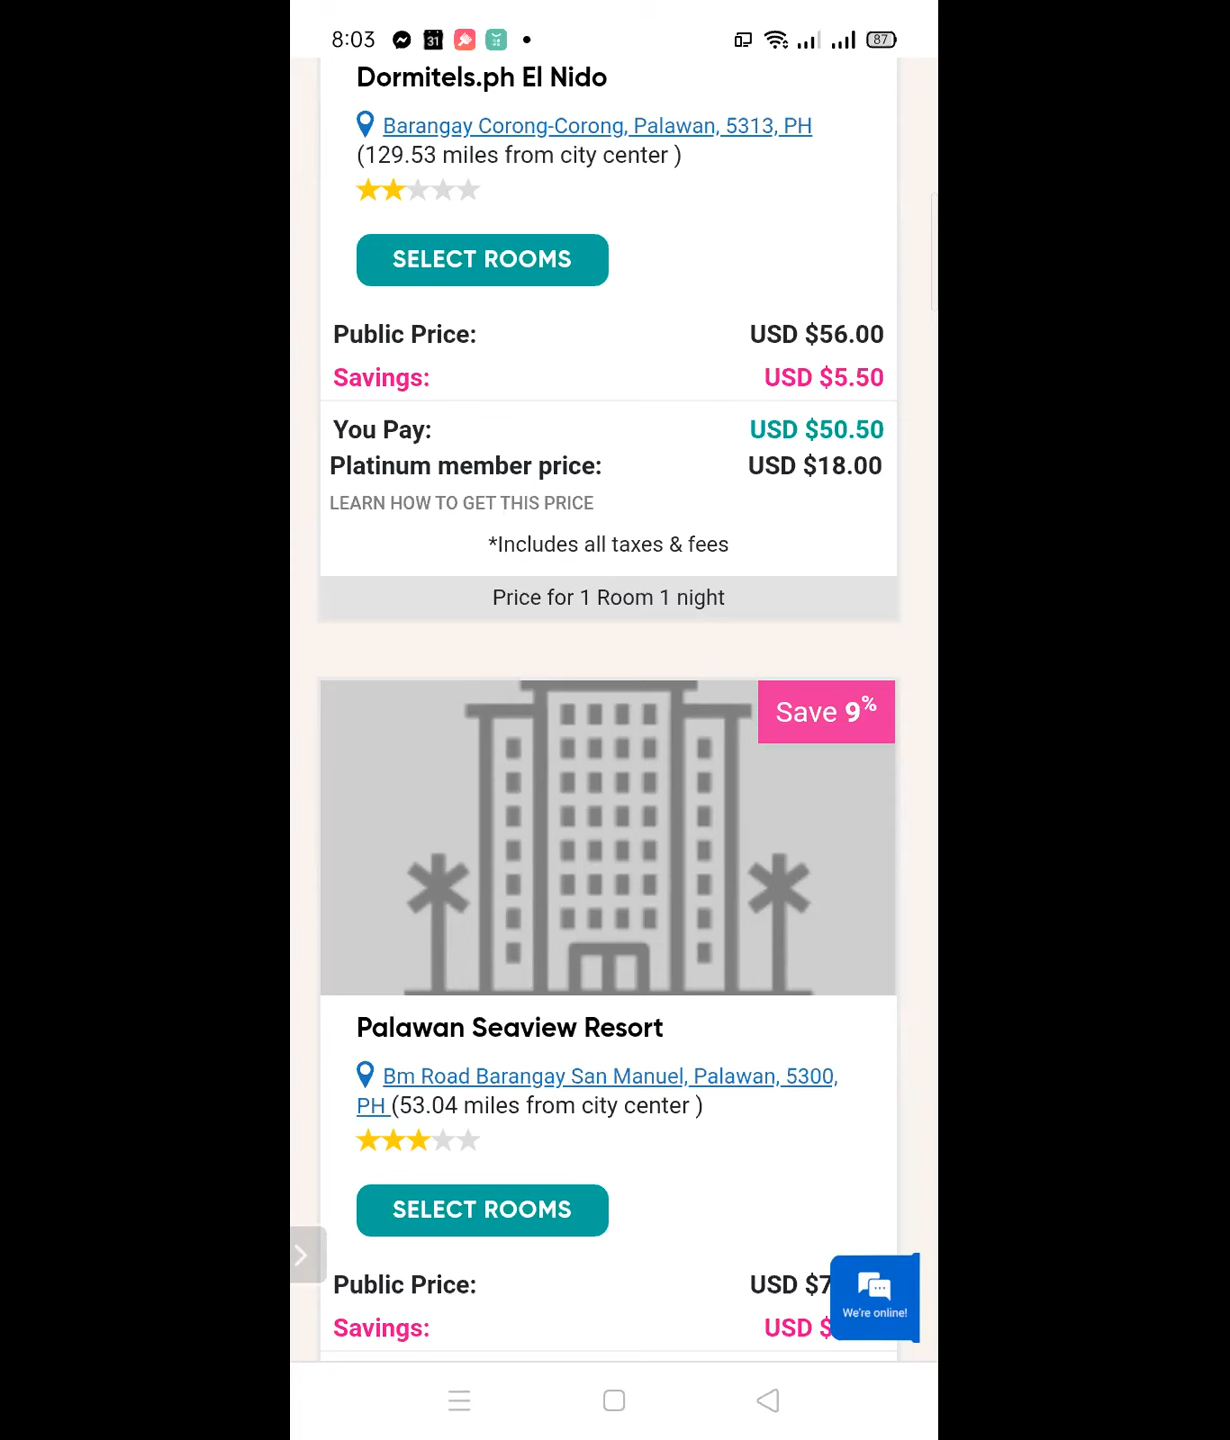 8:03 31 87
Dormitels.ph El Nido
Barangay Corong-Corong, Palawan, 5313, PH
(129.53 miles from city center )
SELECT ROOMS
Public Price: USD $56.00
Savings: USD $5.50
You Pay: USD $50.50
Platinum member price: USD $18.00
LEARN HOW TO GET THIS PRICE
*Includes all taxes & fees
Price for 1 Room 1 night
Save 9%
Palawan Seaview Resort
Bm Road Barangay San Manuel, Palawan, 5300,
PH (53.04 miles from city center )
SELECT ROOMS
Public Price: USD $7
Savings: USD $
We're online!